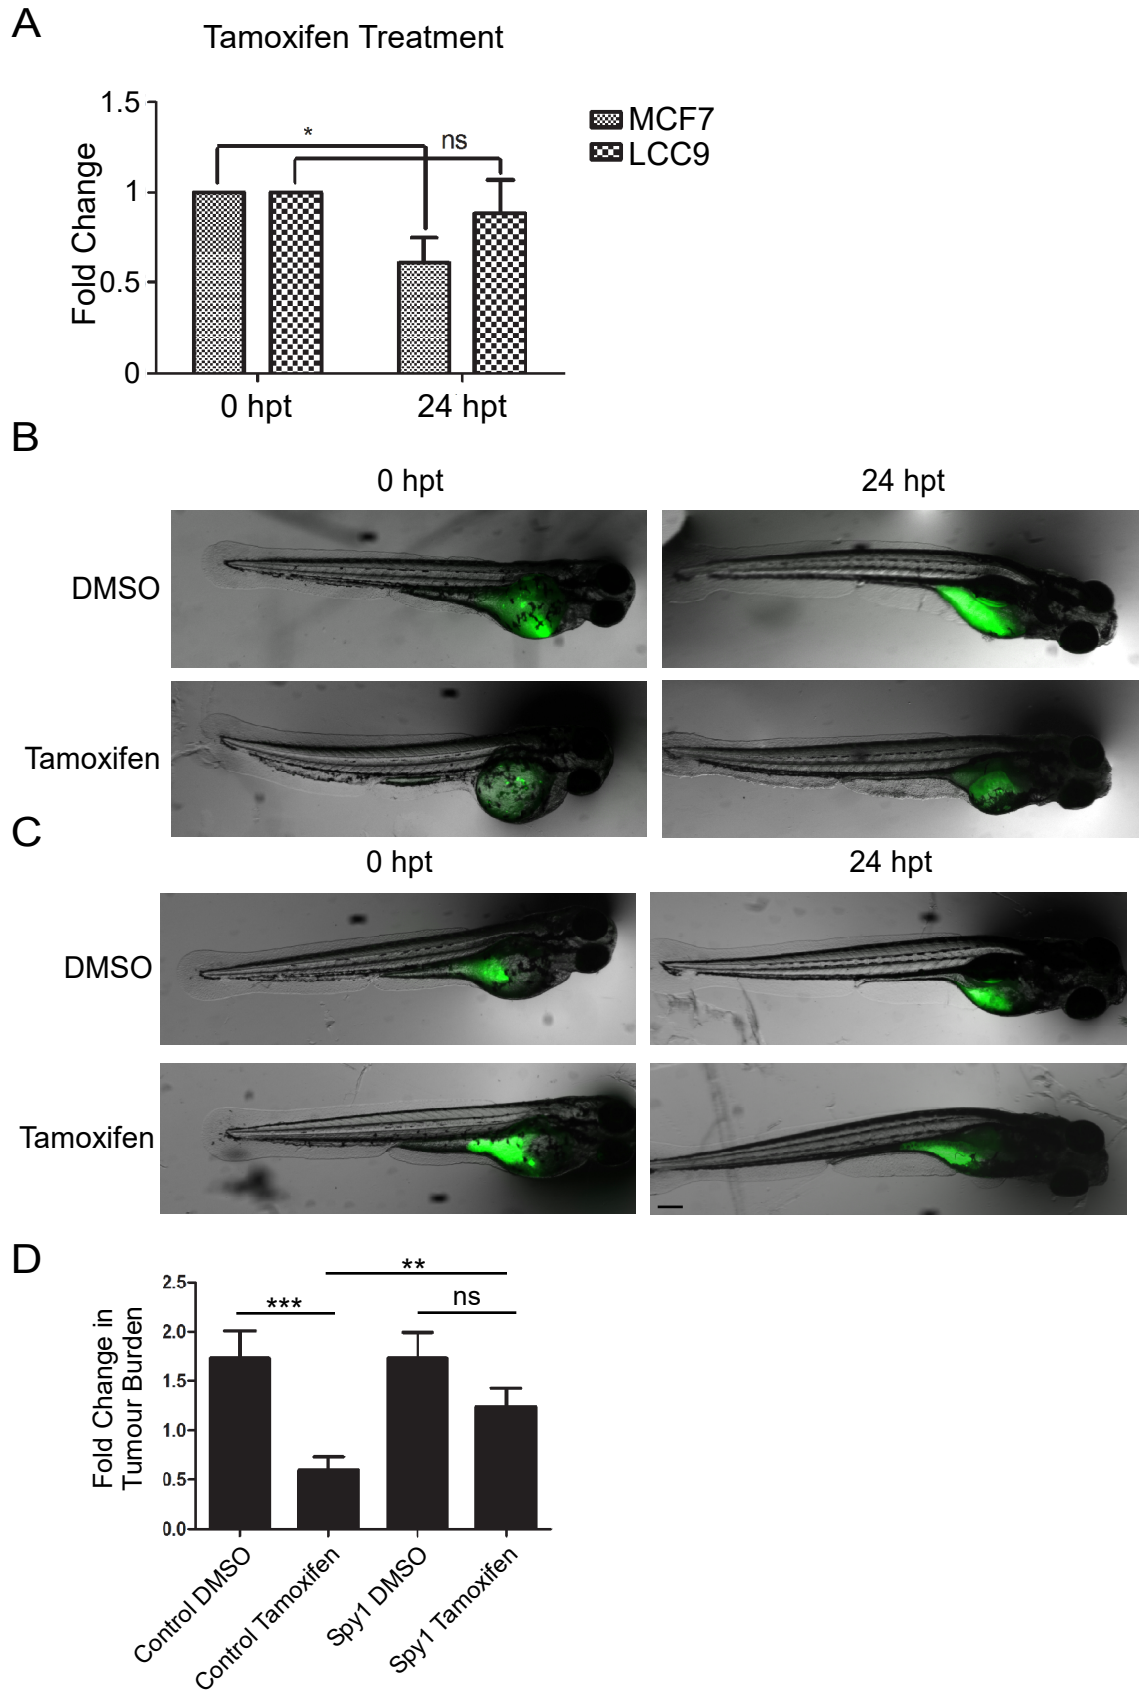 A
Tamoxifen Treatment
Fold Change
1.5
1
0.5
0
*
ns
MCF7
LCC9
0 hpt
24 hpt
B
0 hpt
24 hpt
DMSO
Tamoxifen
C
0 hpt
24 hpt
DMSO
Tamoxifen
D
Fold Change in
Tumour Burden
2.5
2.0
1.5
1.0
0.5
0.0
***
**
ns
Control DMSO
Control Tamoxifen
Spy1 DMSO
Spy1 Tamoxifen